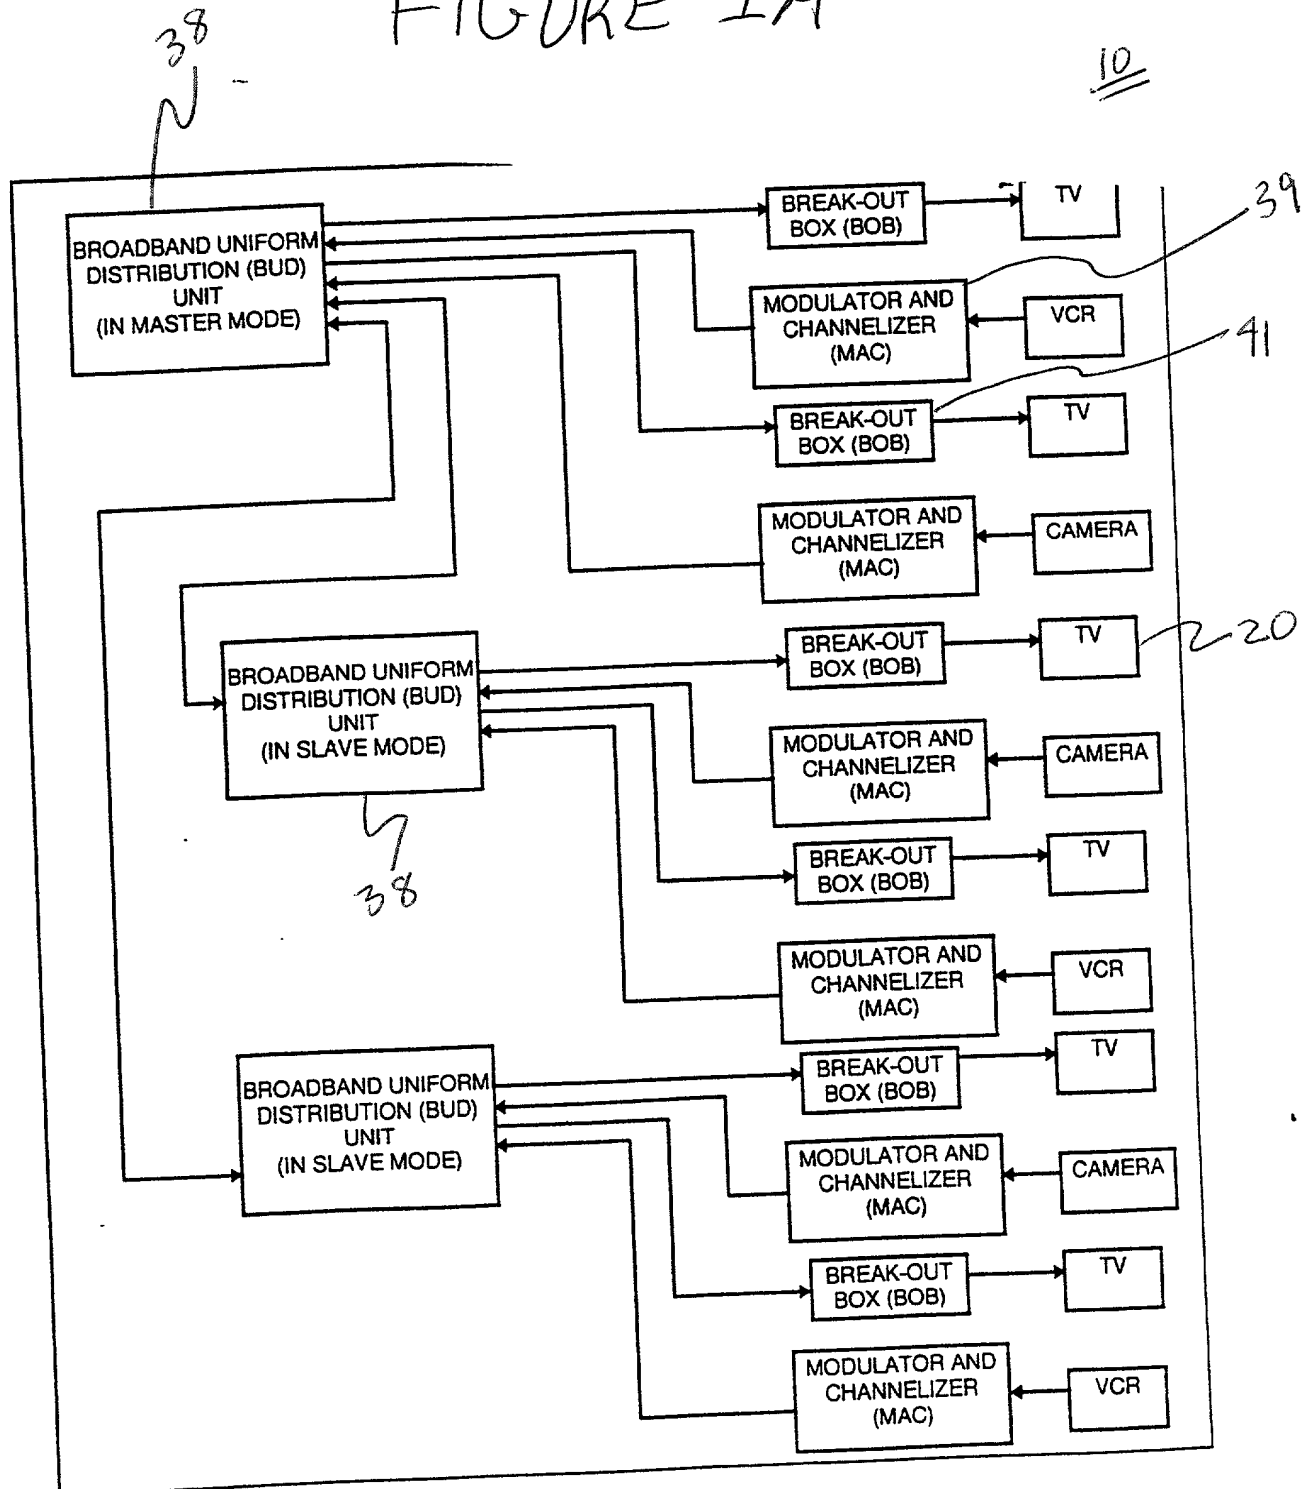 FIGURE 1A
38
10
BROADBAND UNIFORM
DISTRIBUTION (BUD)
UNIT
(IN MASTER MODE)
BREAK-OUT
BOX (BOB)
TV
39
MODULATOR AND
CHANNELIZER
(MAC)
VCR
41
BREAK-OUT
BOX (BOB)
TV
MODULATOR AND
CHANNELIZER
(MAC)
CAMERA
BROADBAND UNIFORM
DISTRIBUTION (BUD)
UNIT
(IN SLAVE MODE)
38
BREAK-OUT
BOX (BOB)
TV
20
MODULATOR AND
CHANNELIZER
(MAC)
CAMERA
BREAK-OUT
BOX (BOB)
TV
MODULATOR AND
CHANNELIZER
(MAC)
VCR
BROADBAND UNIFORM
DISTRIBUTION (BUD)
UNIT
(IN SLAVE MODE)
BREAK-OUT
BOX (BOB)
TV
MODULATOR AND
CHANNELIZER
(MAC)
CAMERA
BREAK-OUT
BOX (BOB)
TV
MODULATOR AND
CHANNELIZER
(MAC)
VCR